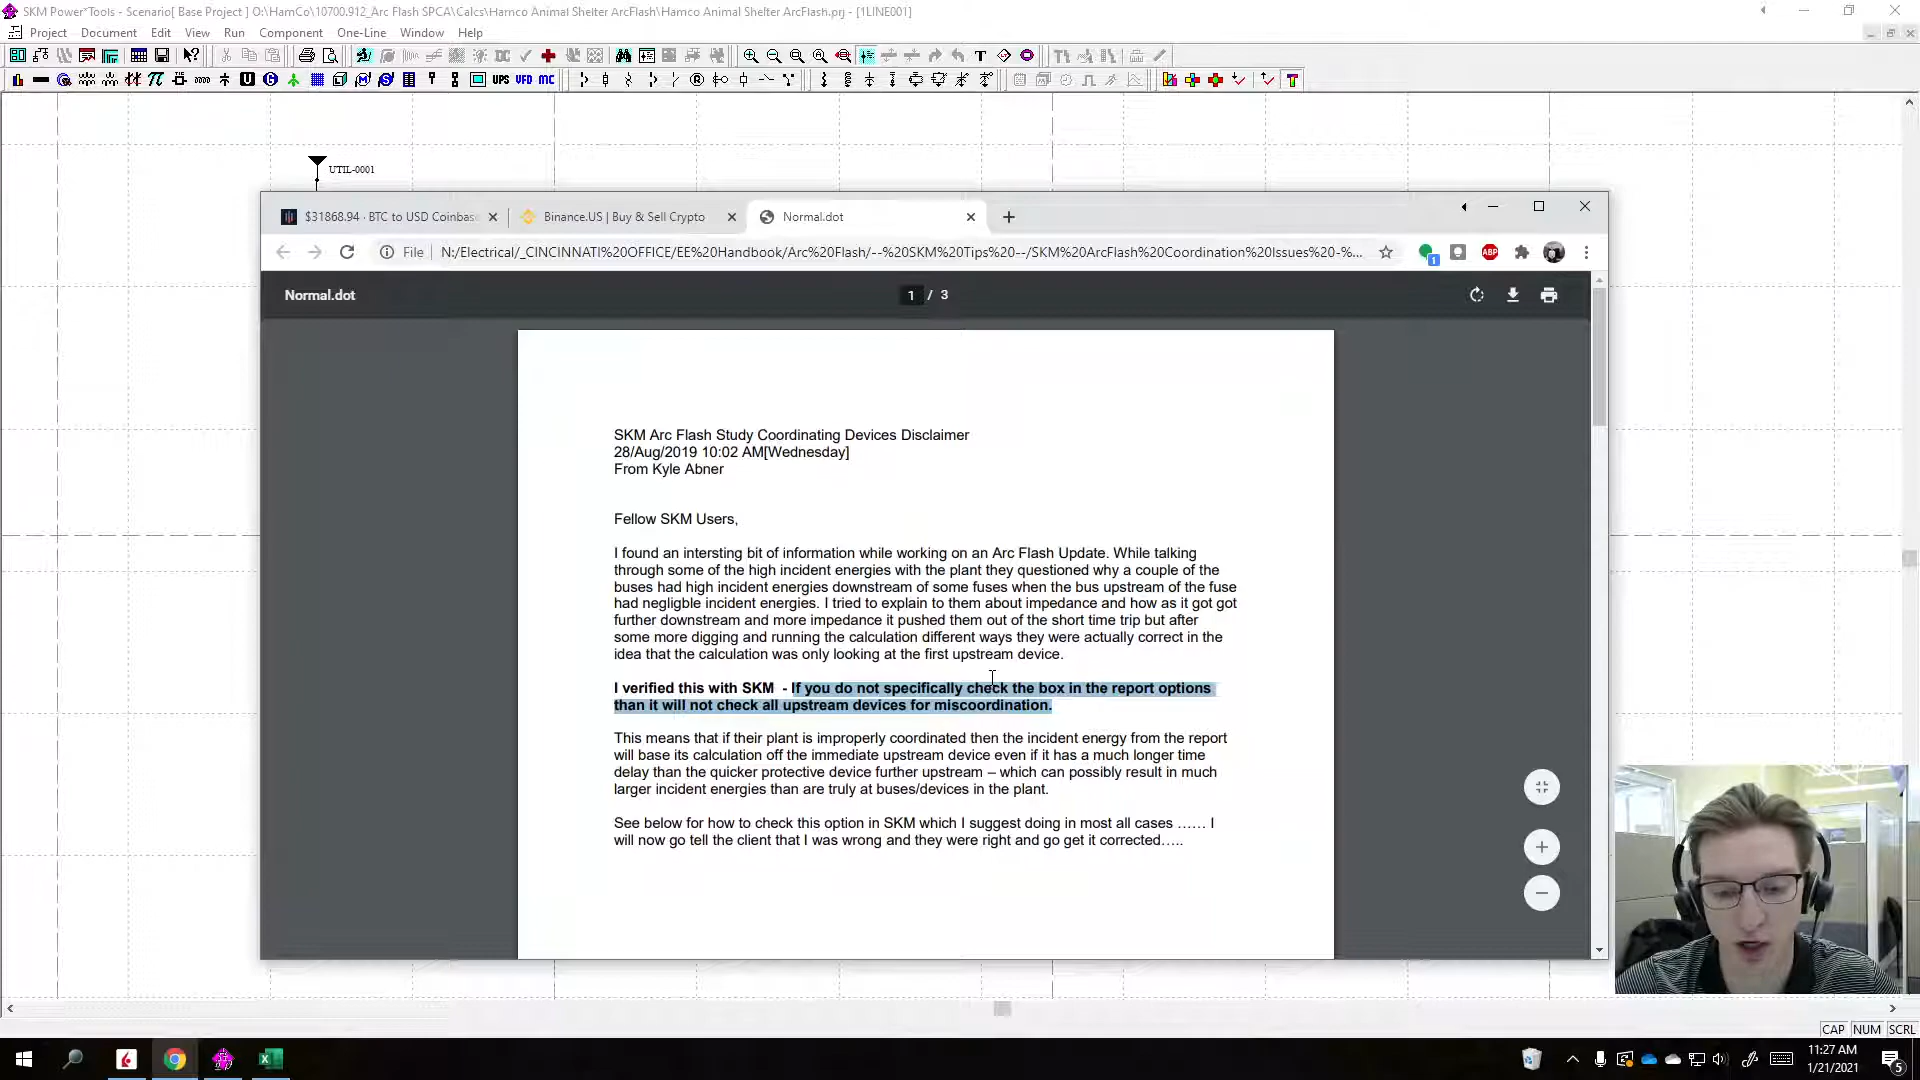 SKM Power*Tools - Scenario[ Base Project ] O:\HamCo\10700.912_Arc Flash SPCA\Calcs\Hamco Animal Shelter ArcFlash\Hamco Animal Shelter ArcFlash.prj - [1LINE001]
Project Document Edit View Run Component One-Line Window Help
UPS VFD MC
UTIL-0001
$31868.94 · BTC to USD Coinbase
Binance.US | Buy & Sell Crypto
Normal.dot
File N:/Electrical/_CINCINNATI%20OFFICE/EE%20Handbook/Arc%20Flash/--%20SKM%20Tips%20--/SKM%20ArcFlash%20Coordination%20Issues%20-%...
ABP
1
Normal.dot
1 / 3
SKM Arc Flash Study Coordinating Devices Disclaimer
28/Aug/2019 10:02 AM[Wednesday]
From Kyle Abner
Fellow SKM Users,
I found an intersting bit of information while working on an Arc Flash Update. While talking
through some of the high incident energies with the plant they questioned why a couple of the
buses had high incident energies downstream of some fuses when the bus upstream of the fuse
had neglible incident energies. I tried to explain to them about impedance and how as it got got
further downstream and more impedance it pushed them out of the short time trip but after
some more digging and running the calculation different ways they were actually correct in the
idea that the calculation was only looking at the first upstream device.
I verified this with SKM - If you do not specifically check the box in the report options
than it will not check all upstream devices for miscoordination.
This means that if their plant is improperly coordinated then the incident energy from the report
will base its calculation off the immediate upstream device even if it has a much longer time
delay than the quicker protective device further upstream – which can possibly result in much
larger incident energies than are truly at buses/devices in the plant.
See below for how to check this option in SKM which I suggest doing in most all cases …… I
will now go tell the client that I was wrong and they were right and go get it corrected…..
CAP NUM SCRL
11:27 AM
1/21/2021
5